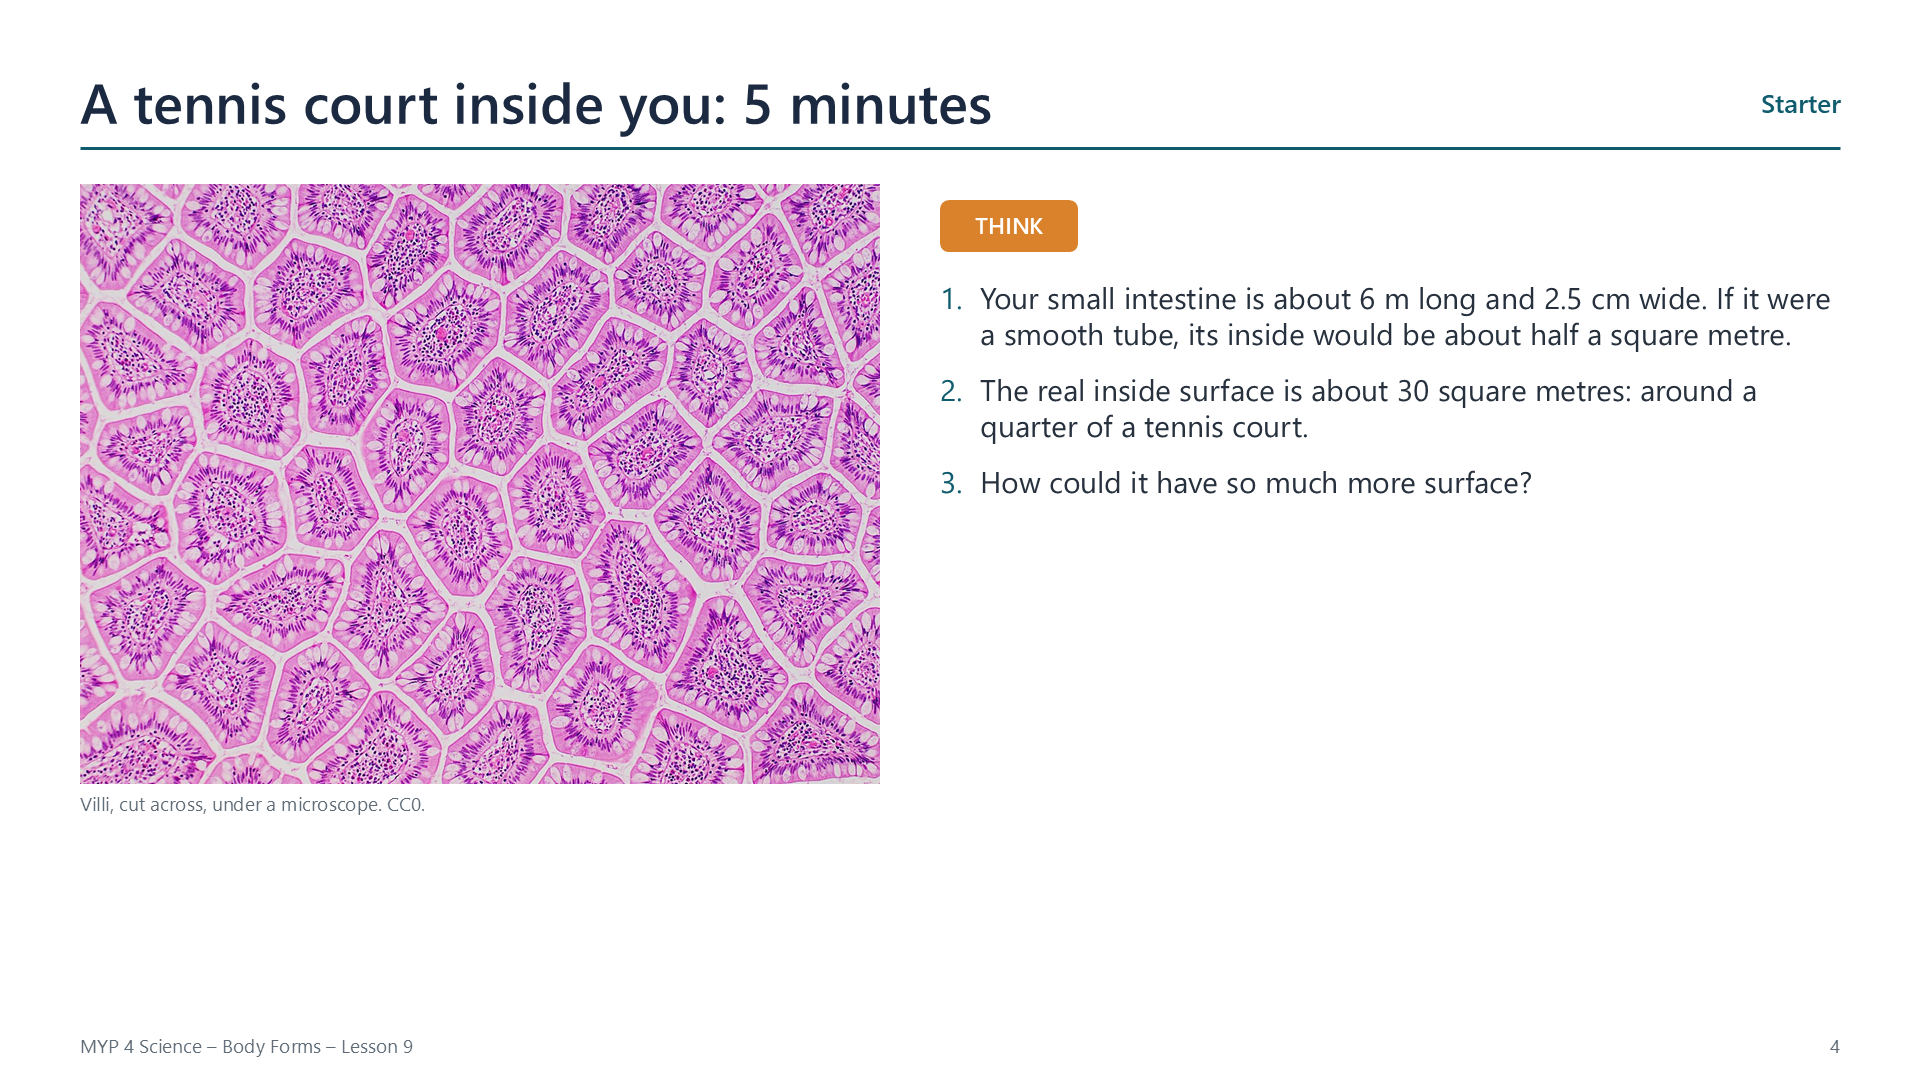 A tennis court inside you: 5 minutes
Starter
THINK
1. Your small intestine is about 6 m long and 2.5 cm wide. If it were
a smooth tube, its inside would be about half a square metre.
2. The real inside surface is about 30 square metres: around a
quarter of a tennis court.
3. How could it have so much more surface?
Villi, cut across, under a microscope. CC0.
MYP 4 Science – Body Forms – Lesson 9
4